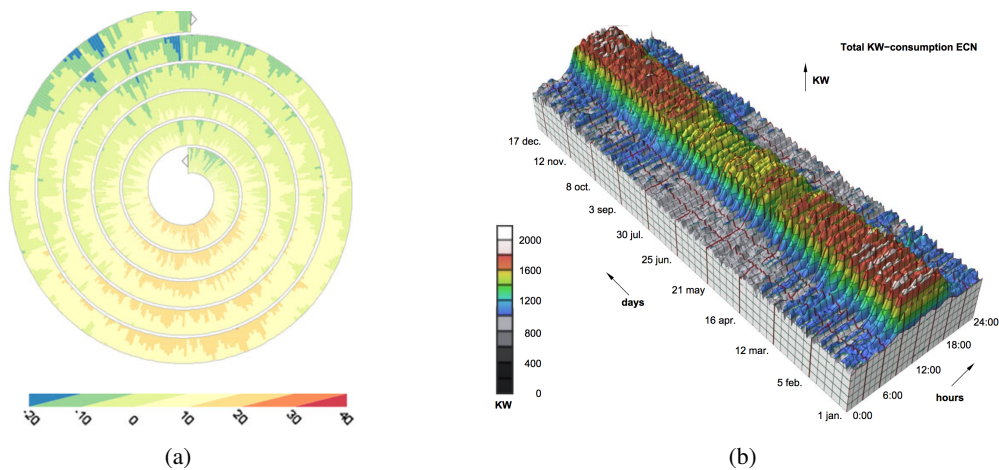 -20 -10 0 10 20 30 40
(a)
Total KW-consumption ECN
KW
17 dec.
12 nov.
8 oct.
3 sep.
30 jul.
25 jun.
21 may
16 apr.
12 mar.
5 feb.
1 jan.
days
2000
1600
1200
800
400
0
KW
0:00
6:00
12:00
18:00
24:00
hours
(b)